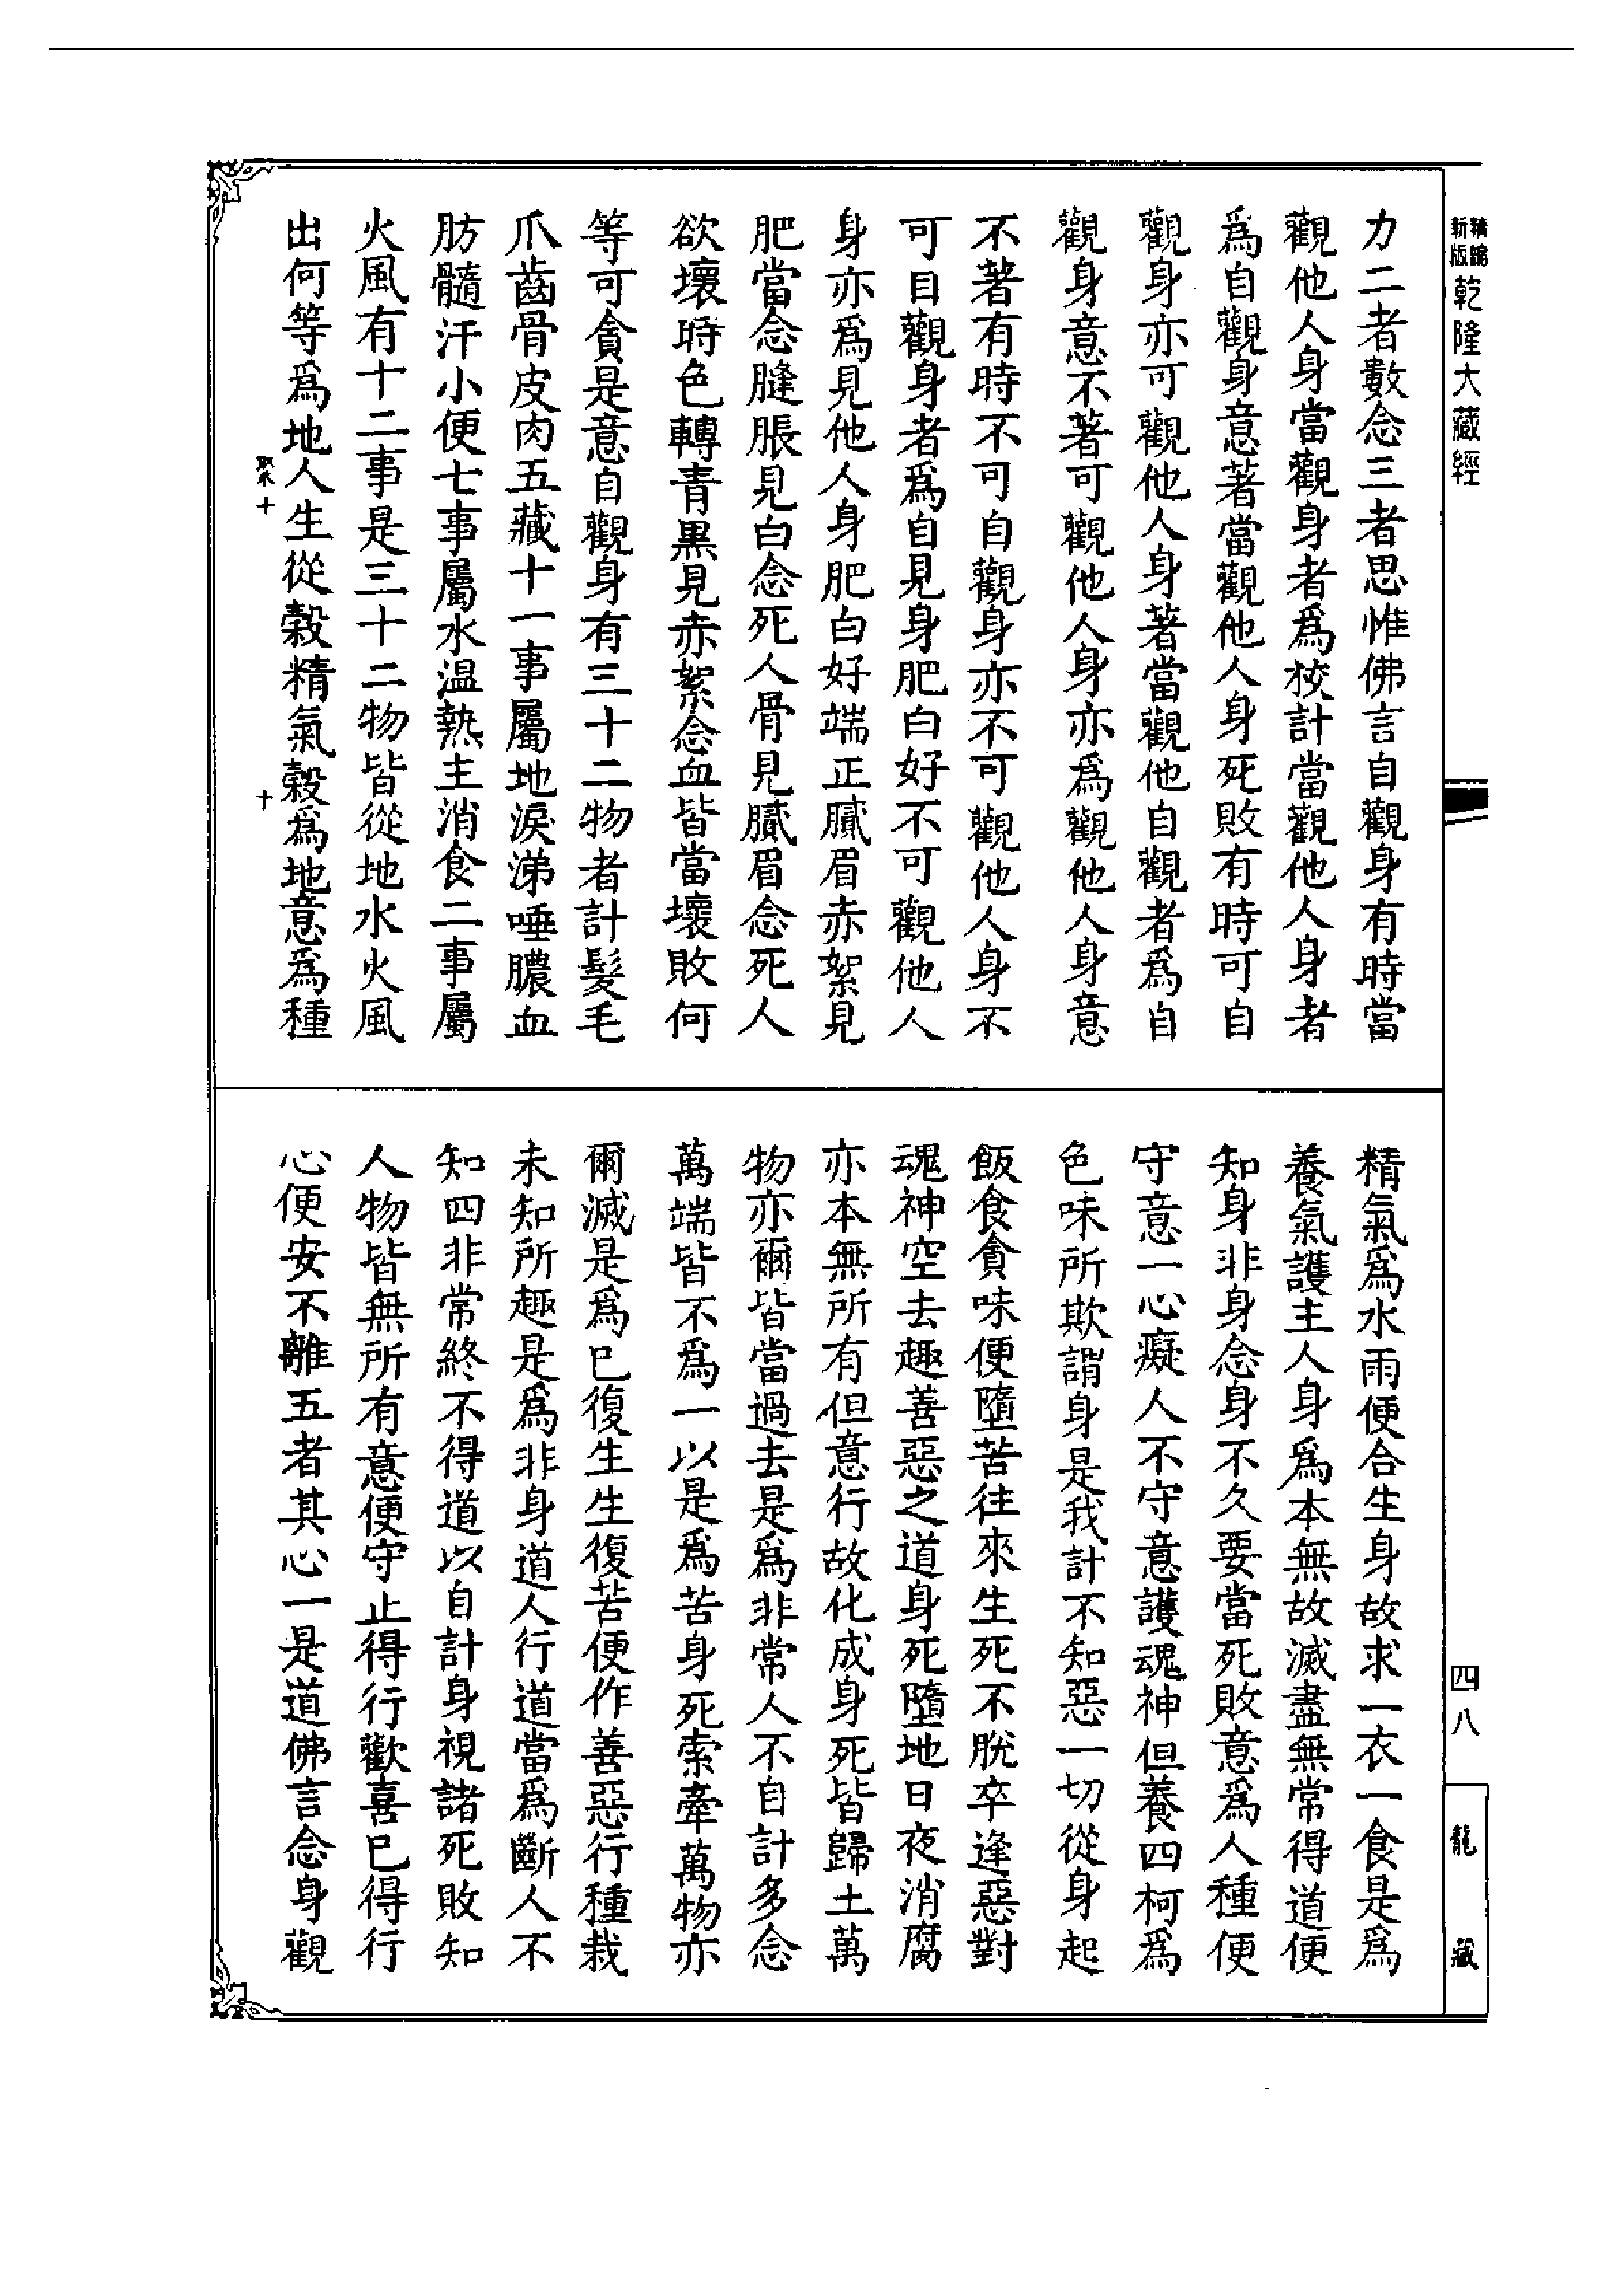 精縮新版
乾隆大藏經
四八
龍藏
力二者數念三者思惟佛言自觀身有時當
觀他人身當觀身者爲校計當觀他人身者
爲自觀身意著當觀他人身死敗有時可自
觀身亦可觀他人身著當觀他自觀者爲自
觀身意不著可觀他人身亦爲觀他人身意
不著有時不可自觀身亦不可觀他人身不
可自觀身者爲自見身肥白好不可觀他人
身亦爲見他人身肥白好端正膩眉赤絮見
肥當念膖脹見白念死人骨見膩眉念死人
欲壞時色轉青黑見赤絮念血皆當壞敗何
等可貪是意自觀身有三十二物者計髮毛
爪齒骨皮肉五藏十一事屬地淚涕唾膿血
肪髓汗小便七事屬水温熱主消食二事屬
火風有十二事是三十二物皆從地水火風
出何等爲地人生從穀精氣穀爲地意爲種
聚十
十
精氣爲水雨便合生身故求一衣一食是爲
養氣護主人身爲本無故滅盡無常得道便
知身非身念身不久要當死敗意爲人種便
守意一心癡人不守意護魂神但養四柯爲
色味所欺謂身是我計不知惡一切從身起
飯食貪味便墮苦往來生死不脫卒逢惡對
魂神空去趣善惡之道身死墮地日夜消腐
亦本無所有但意行故化成身死皆歸土萬
物亦爾皆當過去是爲非常人不自計多念
萬端皆不爲一以是爲苦身死索牽萬物亦
爾滅是爲巳復生生復苦便作善惡行種栽
未知所趣是爲非身道人行道當爲斷人不
知四非常終不得道以自計身視諸死敗知
人物皆無所有意便守止得行歡喜巳得行
心便安不離五者其心一是道佛言念身觀